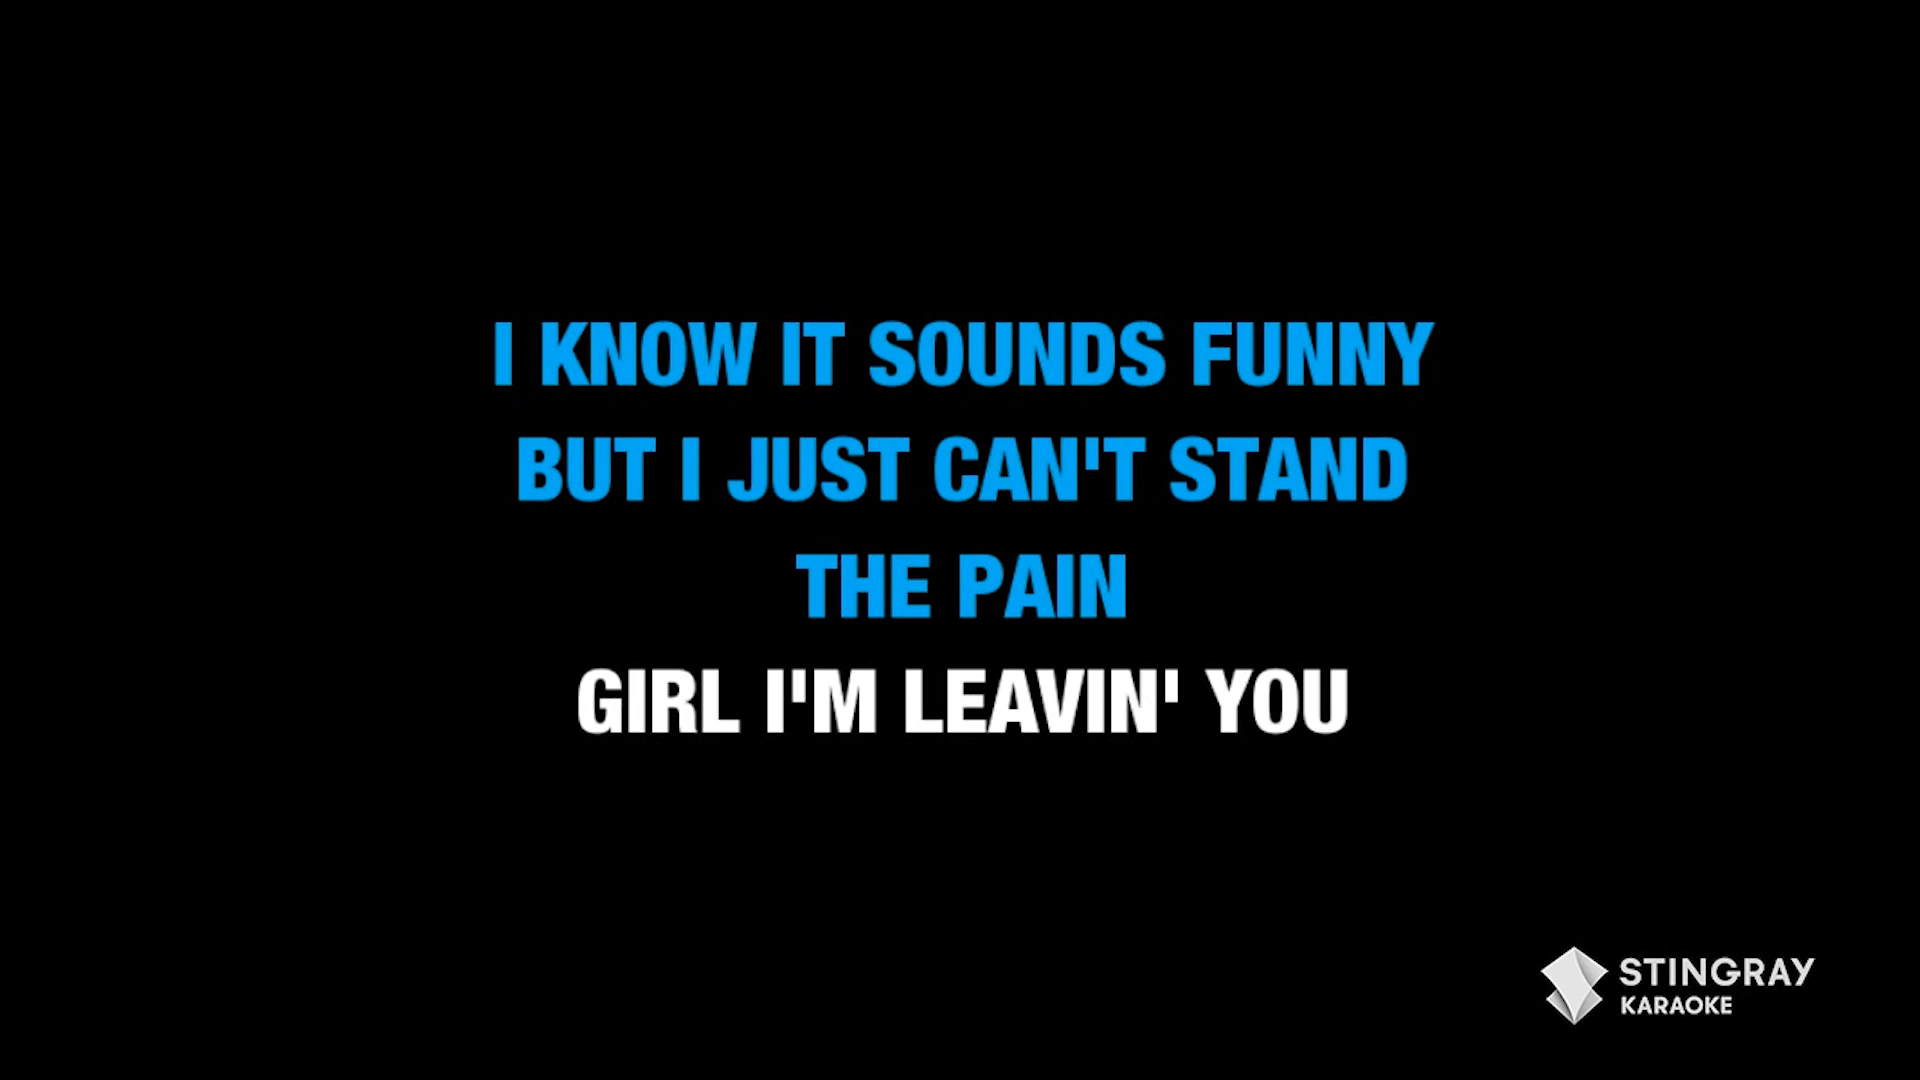 I KNOW IT SOUNDS FUNNY
BUT I JUST CAN'T STAND
THE PAIN
GIRL I'M LEAVIN' YOU
STINGRAY
KARAOKE